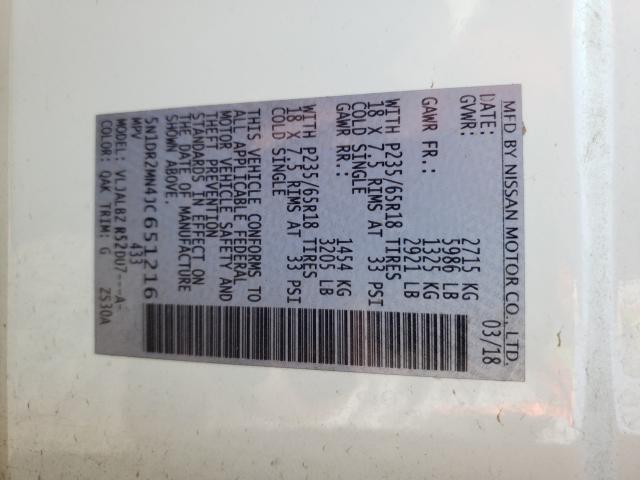 MFD BY NISSAN MOTOR CO., LTD
DATE: 03/18
GVWR: 2715 KG
5986 LB
GAWR FR.: 1325 KG
2921 LB
WITH P235/65R18 TIRES
18 X 7.5 RIMS AT 33 PSI
COLD SINGLE
GAWR RR.: 1454 KG
3205 LB
WITH P235/65R18 TIRES
18 X 7.5 RIMS AT 33 PSI
COLD SINGLE
THIS VEHICLE CONFORMS TO
ALL APPLICABLE FEDERAL
MOTOR VEHICLE SAFETY AND
THEFT PREVENTION
STANDARDS IN EFFECT ON
THE DATE OF MANUFACTURE
SHOWN ABOVE.
5N1DR2MN4JC651216
MPV 433
MODEL: VLJALBZ R52DU7---A-
COLOR: QAK TRIM: G ZS30A